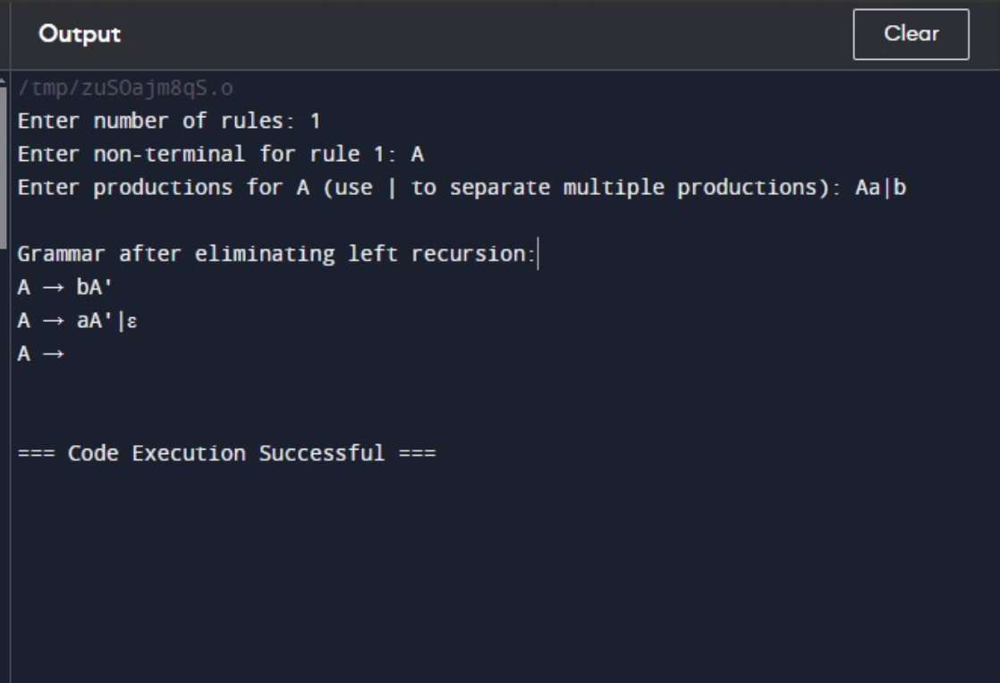 Output
Clear
/tmp/zuSOajm8qS.o
Enter number of rules: 1
Enter non-terminal for rule 1: A
Enter productions for A (use | to separate multiple productions): Aa|b
Grammar after eliminating left recursion:
A → bA'
A → aA'|ε
A →
=== Code Execution Successful ===